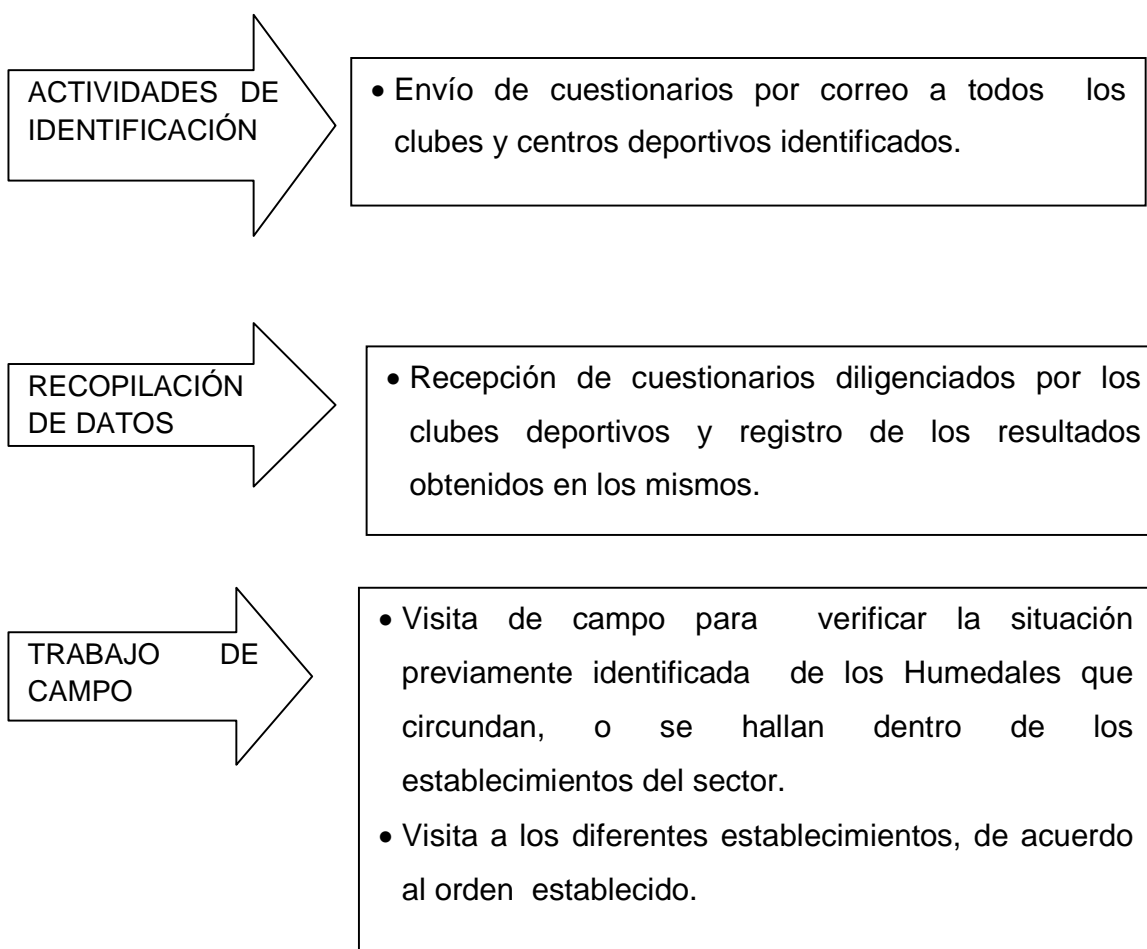 ACTIVIDADES DE
IDENTIFICACIÓN
• Envío de cuestionarios por correo a todos los
clubes y centros deportivos identificados.
RECOPILACIÓN
DE DATOS
• Recepción de cuestionarios diligenciados por los
clubes deportivos y registro de los resultados
obtenidos en los mismos.
TRABAJO DE
CAMPO
• Visita de campo para verificar la situación
previamente identificada de los Humedales que
circundan, o se hallan dentro de los
establecimientos del sector.
• Visita a los diferentes establecimientos, de acuerdo
al orden establecido.